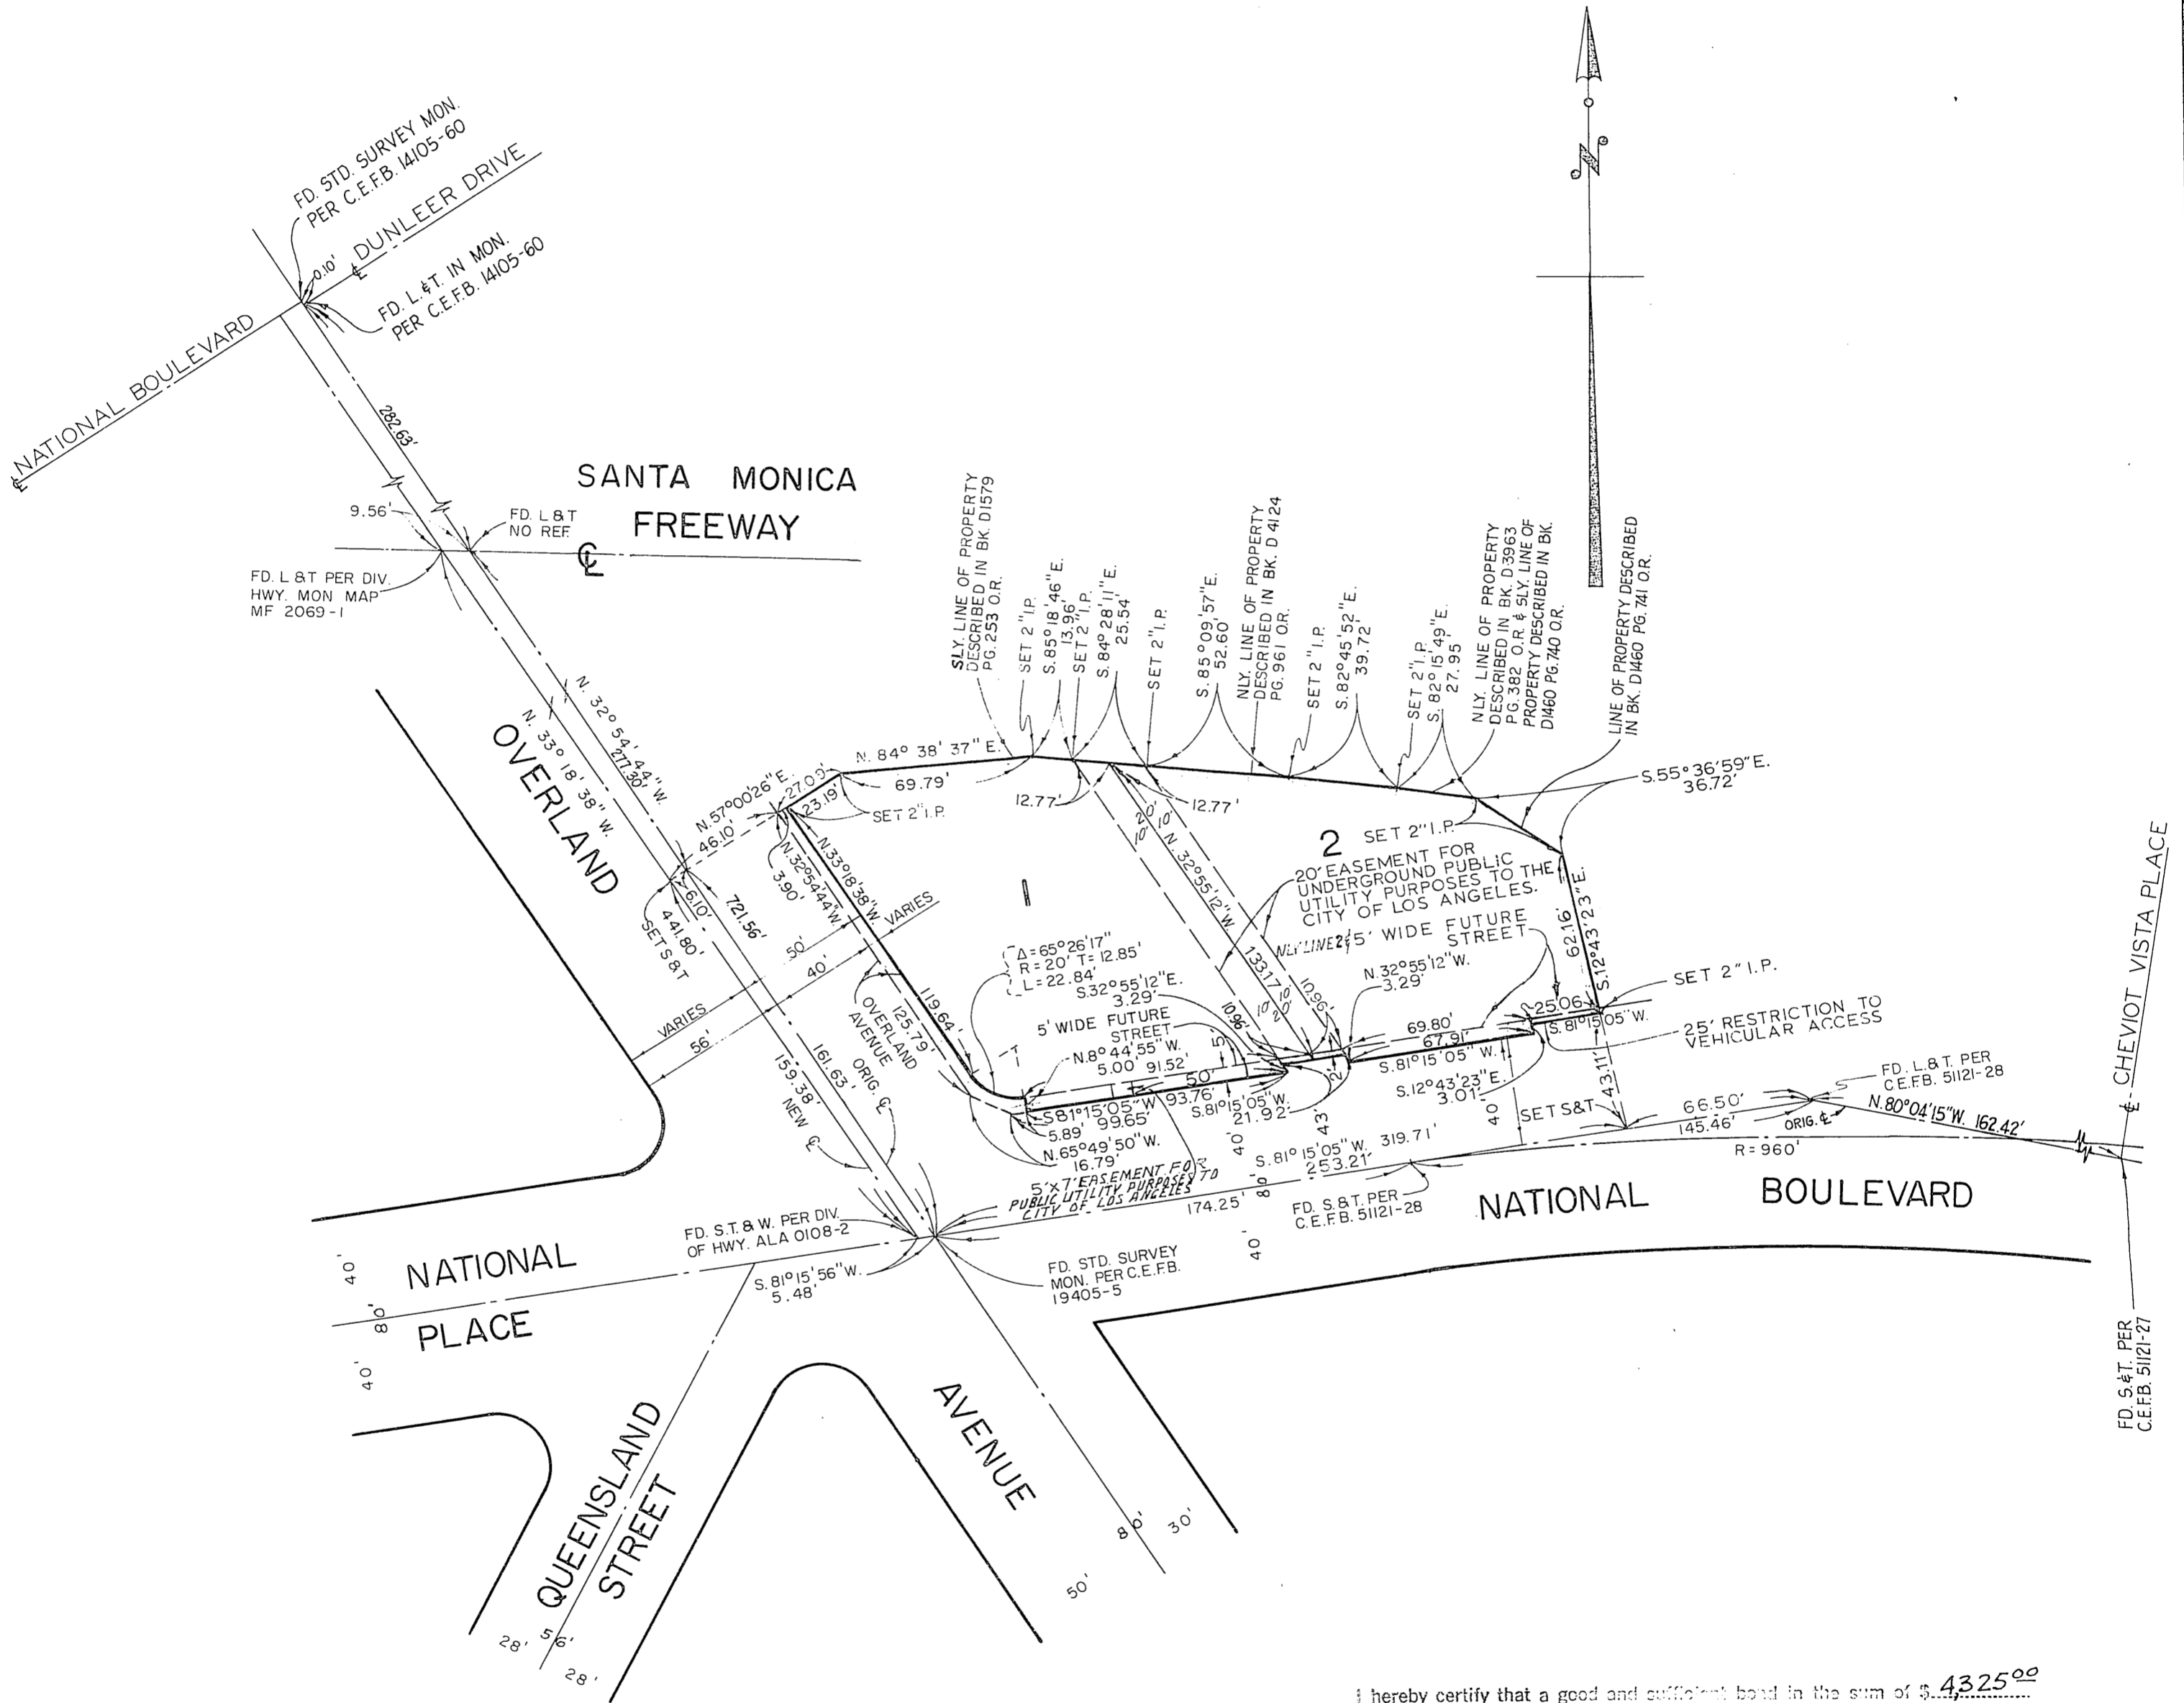 FD. STD. SURVEY MON.
PER C.E.F.B. 14105-60
DUNLEER DRIVE
0.10'
FD. L.&T. IN MON.
PER C.E.F.B. 14105-60
NATIONAL BOULEVARD
282.63'
SANTA MONICA
FREEWAY
9.56'
FD. L&T
NO REF.
FD. L&T PER DIV.
HWY. MON MAP
MF 2069-1
N
SLY. LINE OF PROPERTY
DESCRIBED IN BK. D1579
PG. 253 O.R.
SET 2" I.P.
S. 85° 18' 46" E.
13.96'
SET 2" I.P.
S. 84° 28' 11" E.
25.54'
SET 2" I.P.
S. 85° 09' 57" E.
52.60'
NLY. LINE OF PROPERTY
DESCRIBED IN BK. D 4124
PG. 961 O.R.
SET 2" I.P.
S. 82° 45' 52" E.
39.72'
SET 2" I.P.
S. 82° 15' 49" E.
27.95'
NLY. LINE OF PROPERTY
DESCRIBED IN BK. D3963
PG. 382 O.R. & SLY. LINE OF
PROPERTY DESCRIBED IN BK.
D1460 PG. 740 O.R.
LINE OF PROPERTY DESCRIBED
IN BK. D1460 PG. 741 O.R.
S. 55° 36' 59" E.
36.72'
OVERLAND
N. 32° 54' 44" W.
277.30'
N. 33° 18' 38" W.
N. 57° 00' 26" E.
46.10'
27.09'
23.19'
N. 84° 38' 37" E.
69.79'
SET 2" I.P.
12.77'
12.77'
20'
10' 10'
N. 32° 55' 12" W.
133.17'
2
SET 2" I.P.
20' EASEMENT FOR
UNDERGROUND PUBLIC
UTILITY PURPOSES TO THE
CITY OF LOS ANGELES.
NLY LINE 2' & 5' WIDE FUTURE
STREET
N. 32° 54' 44" W.
3.90'
N. 33° 18' 38" W.
119.64'
1
6.10'
441.80'
SET S&T
721.56'
VARIES
50'
40'
VARIES
56'
OVERLAND
AVENUE
125.79'
161.63'
ORIG. ℄
159.38'
NEW ℄
Δ=65°26'17"
R=20' T=12.85'
L=22.84'
S. 32° 55' 12" E.
3.29'
5' WIDE FUTURE
STREET
N. 8° 44' 55" W.
5.00' 91.52'
10.96'
10.96'
10' 10'
20'
N. 32° 55' 12" W.
3.29'
62.16'
S. 12° 43' 23" E.
SET 2" I.P.
25.06'
S. 81° 15' 05" W.
25' RESTRICTION TO
VEHICULAR ACCESS
69.80'
67.91'
S. 81° 15' 05" W.
S. 12° 43' 23" E.
3.01'
5'
2'
50'
S 81° 15' 05" W. 93.76'
5.89' 99.65'
S. 81° 15' 05" W.
21.92'
N. 65° 49' 50" W.
16.79'
5' X 7' EASEMENT FOR
PUBLIC UTILITY PURPOSES TO
CITY OF LOS ANGELES
174.25'
40'
80'
40'
43'
40'
43.11'
SET S&T
S. 81° 15' 05" W. 319.71'
253.21'
66.50'
145.46'
FD. L.&T. PER
C.E.F.B. 51121-28
ORIG. ℄
N. 80° 04' 15" W. 162.42'
R=960'
℄ CHEVIOT VISTA PLACE
FD. S.&T. PER
C.E.F.B. 51121-28
NATIONAL BOULEVARD
FD. S.T. & W. PER DIV.
OF HWY. ALA 0108-2
S. 81° 15' 56" W.
5.48'
FD. STD. SURVEY
MON. PER C.E.F.B.
19405-5
FD. S.&T. PER
C.E.F.B. 51121-27
NATIONAL
PLACE
40'
80'
40'
QUEENSLAND
STREET
28' 56'
28'
AVENUE
80' 30'
50'
I hereby certify that a good and sufficient bond in the sum of $ 4,325.00